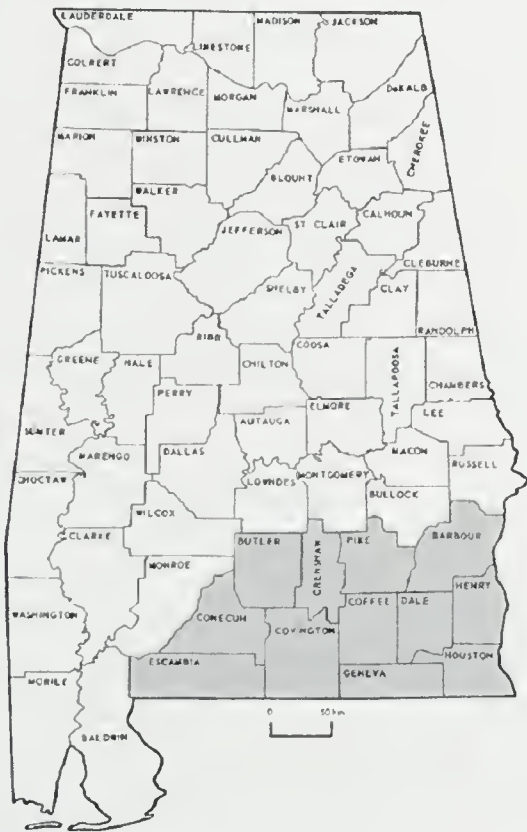 LAUDERDALE
LIMESTONE
MADISON
JACKSON
COLBERT
FRANKLIN
LAWRENCE
MORGAN
MARSHALL
DeKALB
MARION
WINSTON
CULLMAN
ETOWAH
CHEROKEE
BLOUNT
WALKER
FAYETTE
JEFFERSON
ST CLAIR
CALHOUN
LAMAR
PICKENS
TUSCALOOSA
SHELBY
TALLADEGA
CLEBURNE
CLAY
RANDOLPH
GREENE
HALE
BIBB
CHILTON
COOSA
TALLAPOOSA
CHAMBERS
PERRY
ELMORE
LEE
SUMTER
AUTAUGA
MARENGO
DALLAS
MACON
RUSSELL
CHOCTAW
LOWNDES
MONTGOMERY
BULLOCK
WILCOX
CLARKE
BUTLER
CRENSHAW
PIKE
BARBOUR
MONROE
HENRY
WASHINGTON
CONECUH
COVINGTON
COFFEE
DALE
ESCAMBIA
HOUSTON
GENEVA
MOBILE
BALDWIN
0 50 km